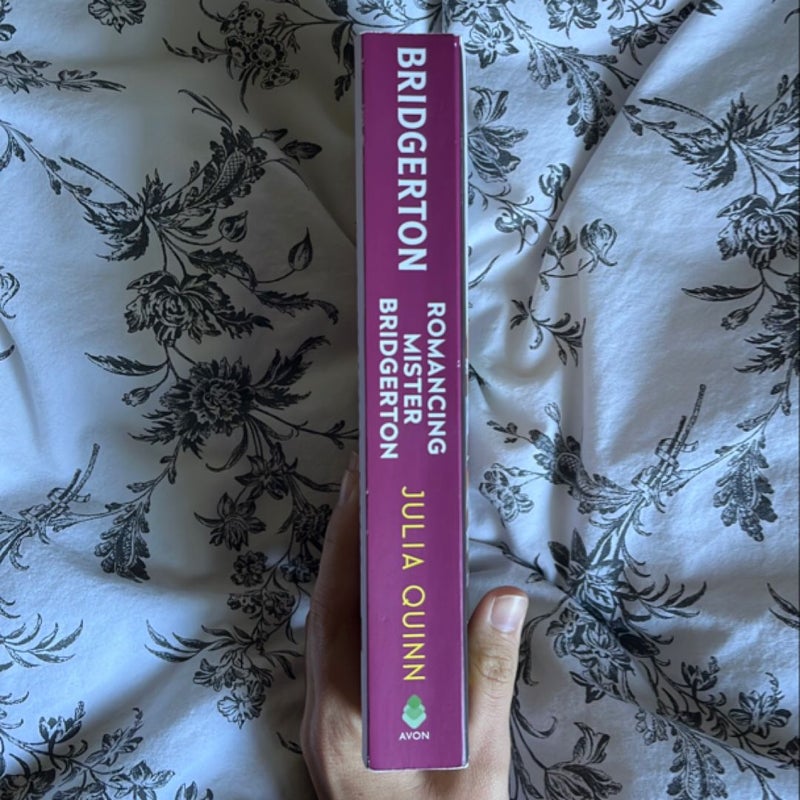 BRIDGERTON
ROMANCING
MISTER
BRIDGERTON
JULIA QUINN
AVON